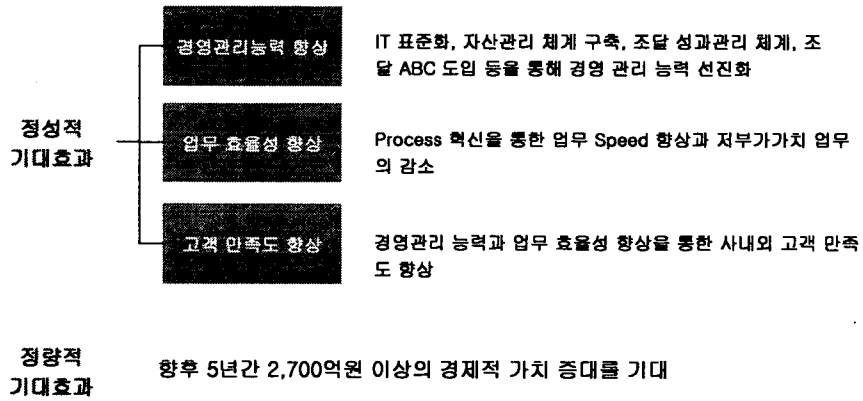 경영관리능력 향상
IT 표준화, 자산관리 체계 구축, 조달 성과관리 체계, 조
달 ABC 도입 등을 통해 경영 관리 능력 선진화
정성적
기대효과
업무 효율성 향상
Process 혁신을 통한 업무 Speed 향상과 저부가가치 업무
의 감소
고객 만족도 향상
경영관리 능력과 업무 효율성 향상을 통한 사내외 고객 만족
도 향상
정량적
기대효과
향후 5년간 2,700억원 이상의 경제적 가치 증대를 기대